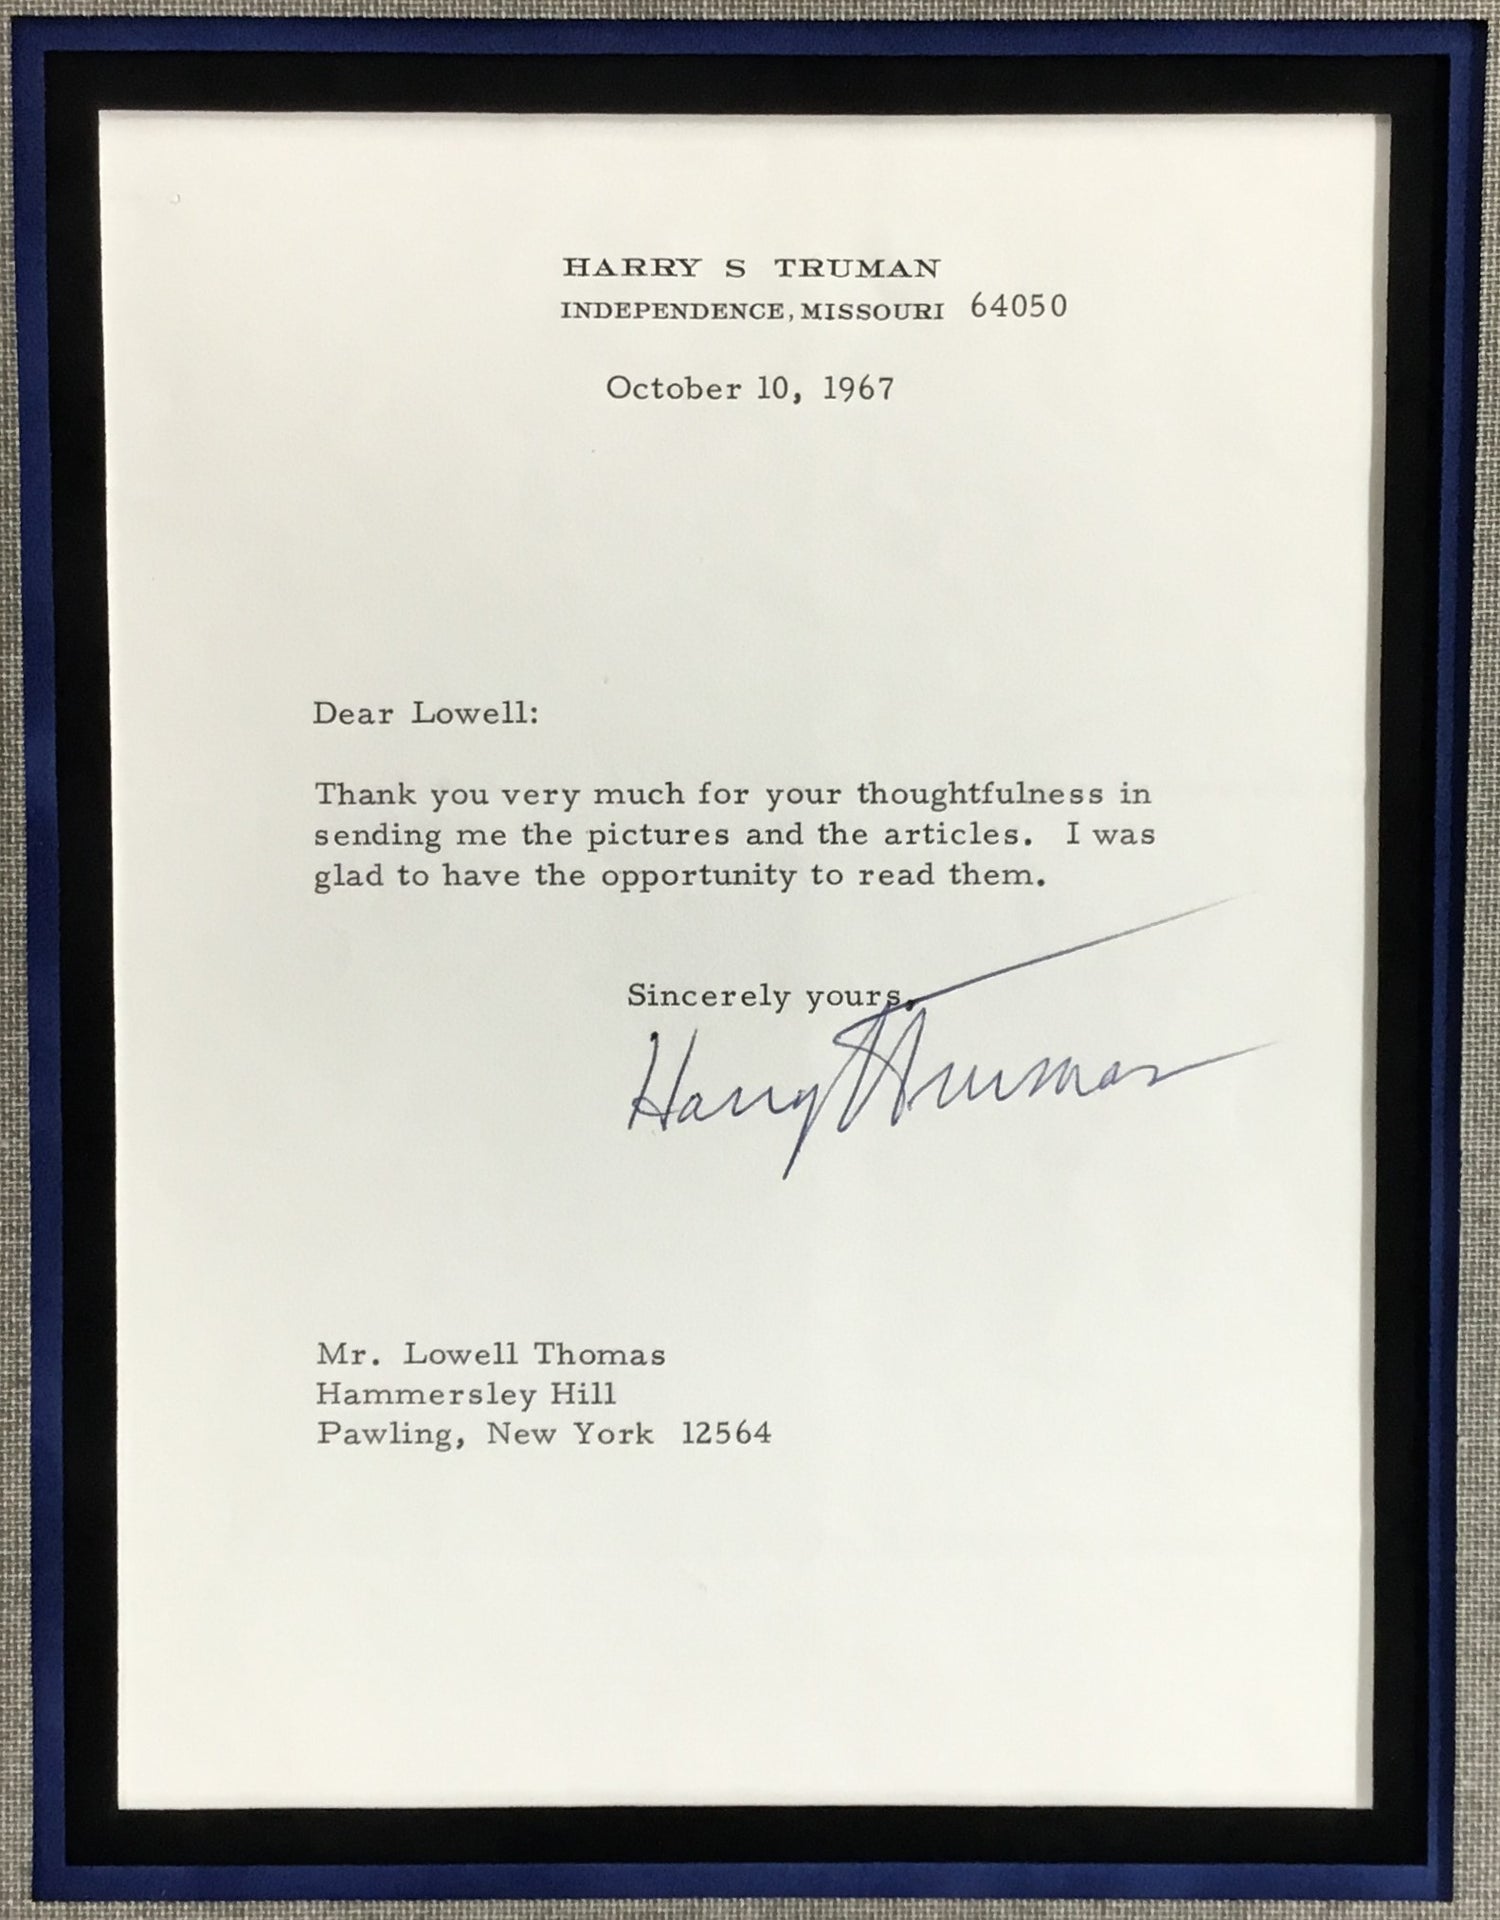 HARRY S TRUMAN
INDEPENDENCE, MISSOURI 64050
October 10, 1967
Dear Lowell:
Thank you very much for your thoughtfulness in
sending me the pictures and the articles. I was
glad to have the opportunity to read them.
Sincerely yours,
Harry S Truman
Mr. Lowell Thomas
Hammersley Hill
Pawling, New York 12564